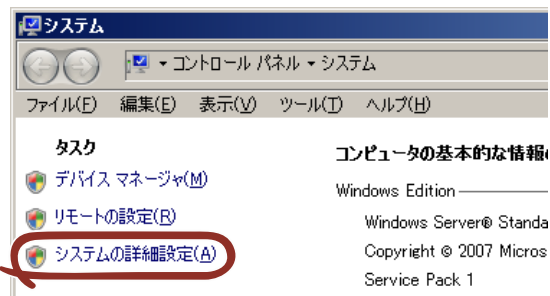 システム
コントロール パネル システム
ファイル(F) 編集(E) 表示(V) ツール(T) ヘルプ(H)
タスク
デバイス マネージャ(M)
リモートの設定(R)
システムの詳細設定(A)
コンピュータの基本的な情報
Windows Edition
Windows Server® Standa
Copyright © 2007 Micros
Service Pack 1